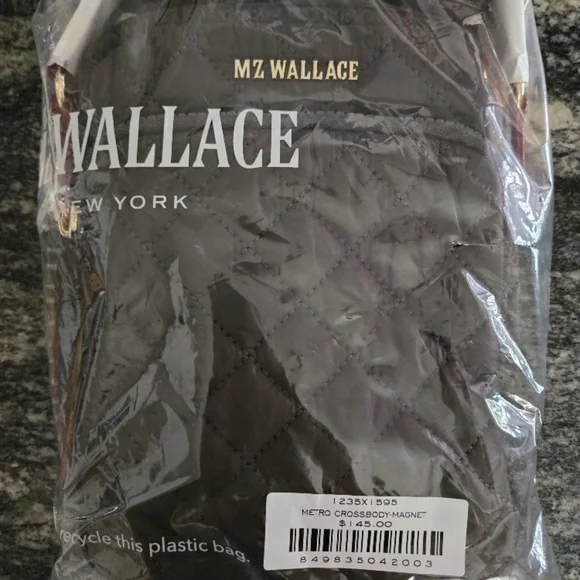 MZ WALLACE
WALLACE
NEW YORK
1235X1595
METRO CROSSBODY-MAGNET
$145.00
849835042003
recycle this plastic bag.